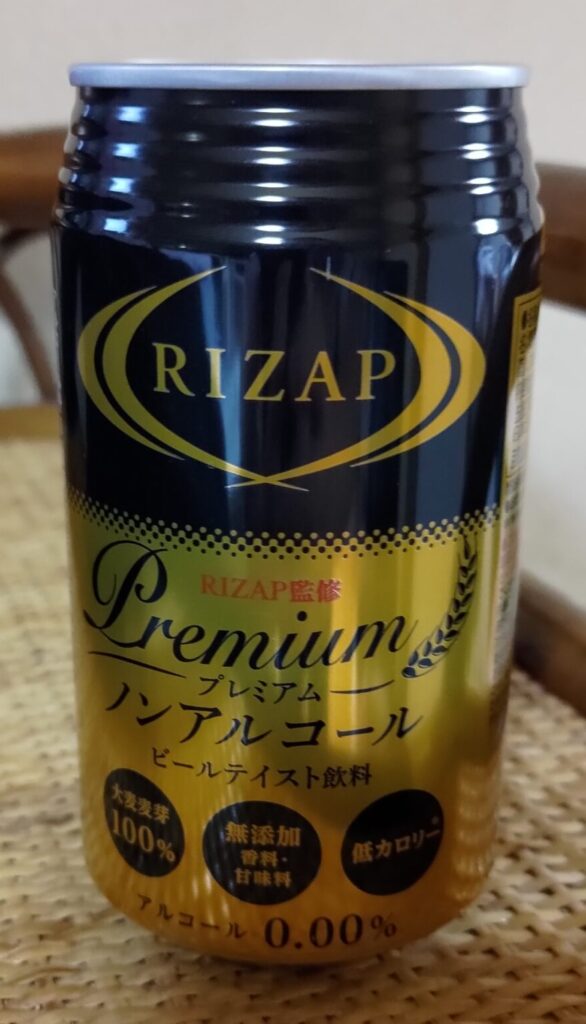 RIZAP
RIZAP監修
Premium
プレミアム
ノンアルコール
ビールテイスト飲料
大麦麦芽
100%
無添加
香料・
甘味料
低カロリー※
アルコール 0.00%